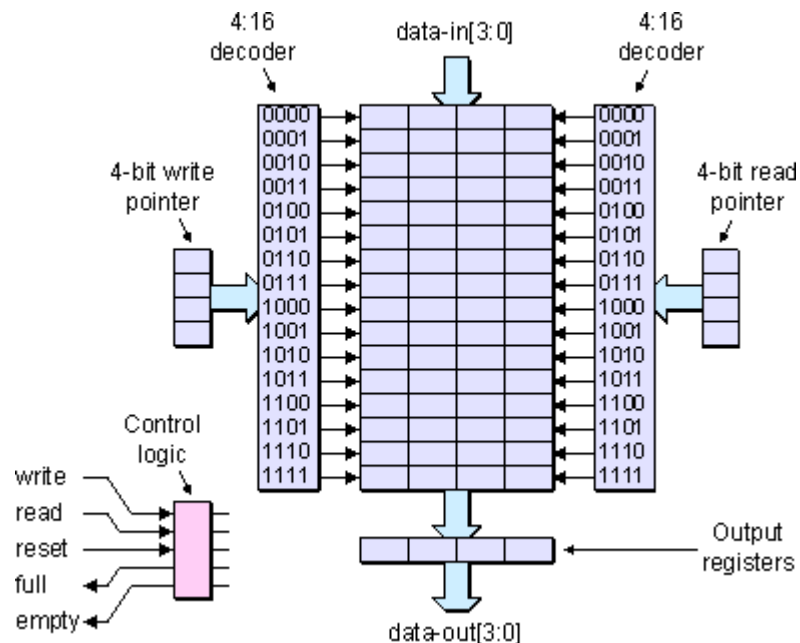 4:16
decoder
data-in[3:0]
4:16
decoder
4-bit write
pointer
4-bit read
pointer
0000
0001
0010
0011
0100
0101
0110
0111
1000
1001
1010
1011
1100
1101
1110
1111
0000
0001
0010
0011
0100
0101
0110
0111
1000
1001
1010
1011
1100
1101
1110
1111
Control
logic
write
read
reset
full
empty
Output
registers
data-out[3:0]